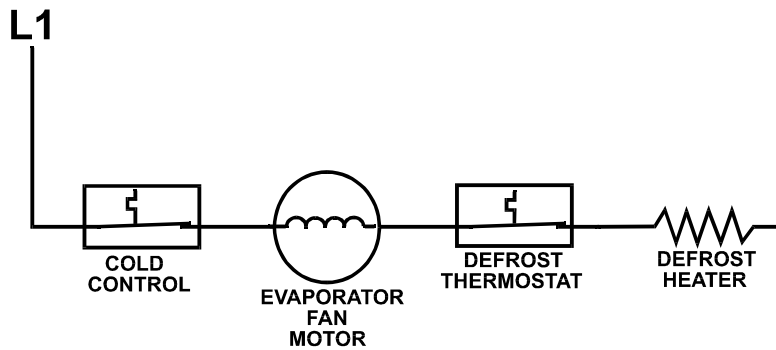 L1
COLD
CONTROL
EVAPORATOR
FAN
MOTOR
DEFROST
THERMOSTAT
DEFROST
HEATER